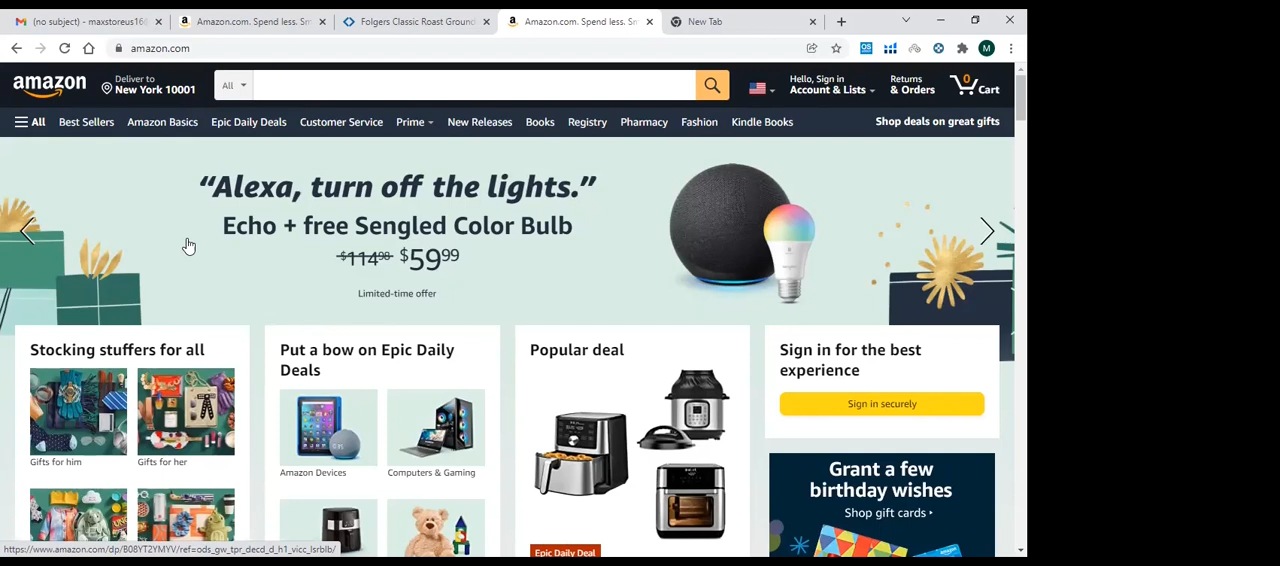 (no subject) - maxstoreus16@
Amazon.com. Spend less. Sm
Folgers Classic Roast Ground
Amazon.com. Spend less. Sm
New Tab
amazon.com
M
amazon
Deliver to
New York 10001
All
Hello, Sign in
Account & Lists
Returns
& Orders
0
Cart
All
Best Sellers
Amazon Basics
Epic Daily Deals
Customer Service
Prime
New Releases
Books
Registry
Pharmacy
Fashion
Kindle Books
Shop deals on great gifts
“Alexa, turn off the lights.”
Echo + free Sengled Color Bulb
$11498 $5999
Limited-time offer
Stocking stuffers for all
Gifts for him
Gifts for her
Put a bow on Epic Daily
Deals
Amazon Devices
Computers & Gaming
Popular deal
Epic Daily Deal
Sign in for the best
experience
Sign in securely
Grant a few
birthday wishes
Shop gift cards
https://www.amazon.com/dp/B08YT2YMYV/ref=ods_gw_tpr_decd_d_h1_vicc_lsrblb/